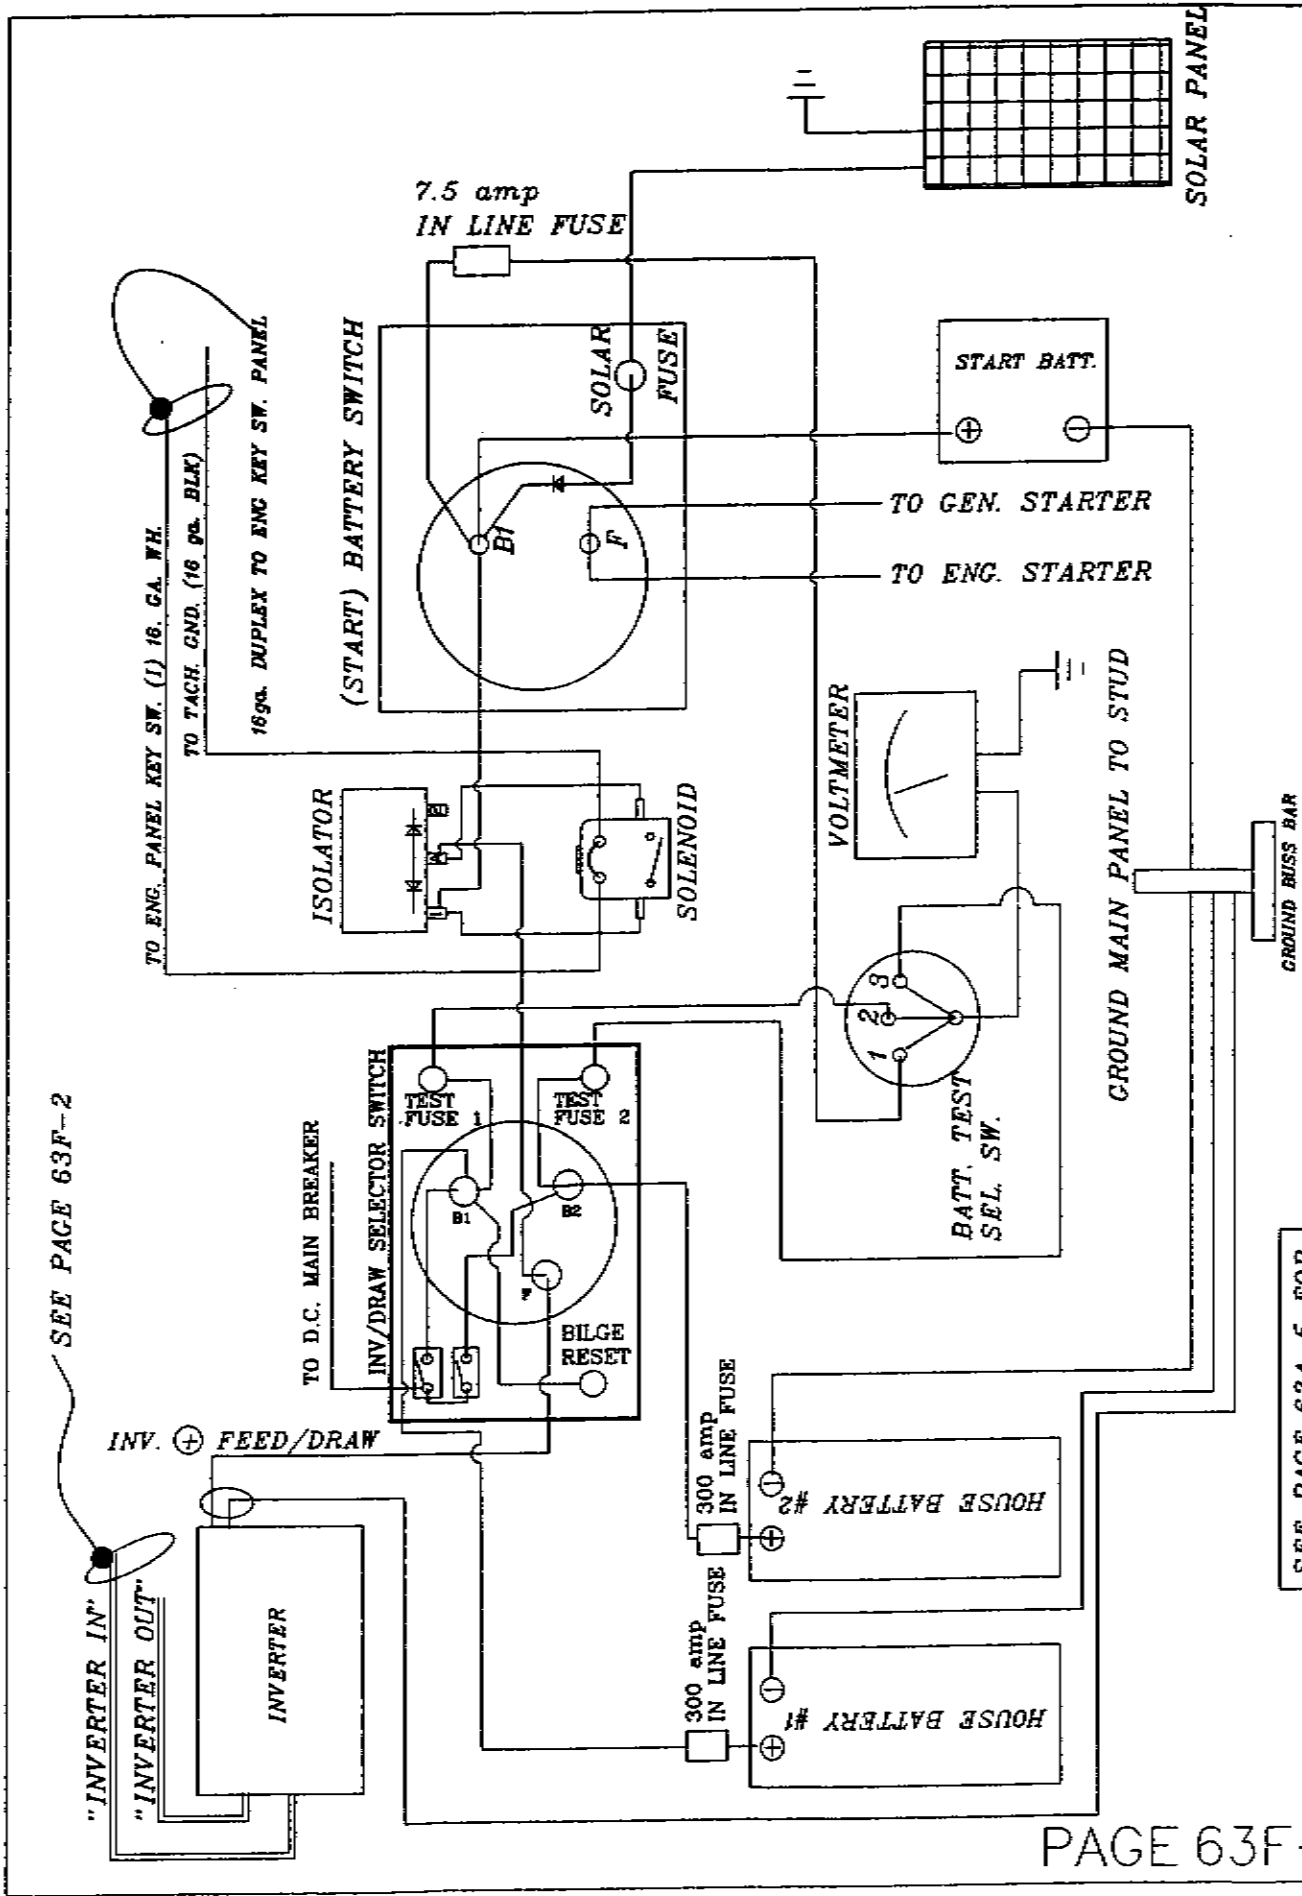 SEE PAGE 63F-2
"INVERTER IN"
"INVERTER OUT"
INVERTER
INV. + FEED/DRAW
TO D.C. MAIN BREAKER
INV/DRAW SELECTOR SWITCH
TEST
FUSE 1
TEST
FUSE 2
B1
B2
BILGE
RESET
TO ENG. PANEL KEY SW. (1) 16. GA. WH.
TO TACH. GND. (16 ga. BLK)
16ga. DUPLEX TO ENG KEY SW. PANEL
ISOLATOR
1
A
2
SOLENOID
(START) BATTERY SWITCH
B1
F
SOLAR
FUSE
7.5 amp
IN LINE FUSE
SOLAR PANEL
START BATT.
+
-
TO GEN. STARTER
TO ENG. STARTER
VOLTMETER
BATT. TEST
SEL. SW.
1
2
3
GROUND MAIN PANEL TO STUD
GROUND BUSS BAR
300 amp
IN LINE FUSE
HOUSE BATTERY #2
+
-
300 amp
IN LINE FUSE
HOUSE BATTERY #1
+
-
PAGE 63F-